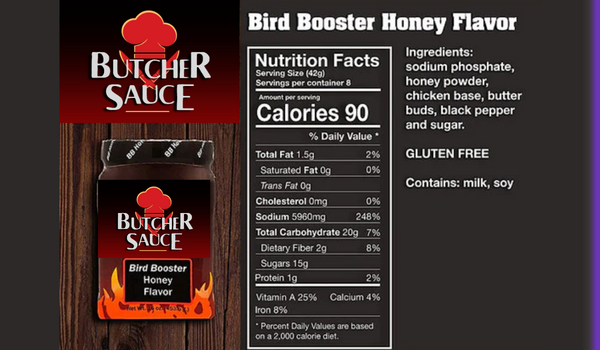 BUTCHER
SAUCE
Bird Booster Honey Flavor
Nutrition Facts
Serving Size (42g)
Servings per container 8
Amount per serving
Calories 90
% Daily Value *
Total Fat 1.5g 2%
Saturated Fat 0g 0%
Trans Fat 0g
Cholesterol 0mg 0%
Sodium 5960mg 248%
Total Carbohydrate 20g 7%
Dietary Fiber 2g 8%
Sugars 15g
Protein 1g 2%
Vitamin A 25% Calcium 4%
Iron 8%
* Percent Daily Values are based
on a 2,000 calorie diet.
Ingredients:
sodium phosphate,
honey powder,
chicken base, butter
buds, black pepper
and sugar.
GLUTEN FREE
Contains: milk, soy
BUTCHER
SAUCE
Bird Booster
Honey
Flavor